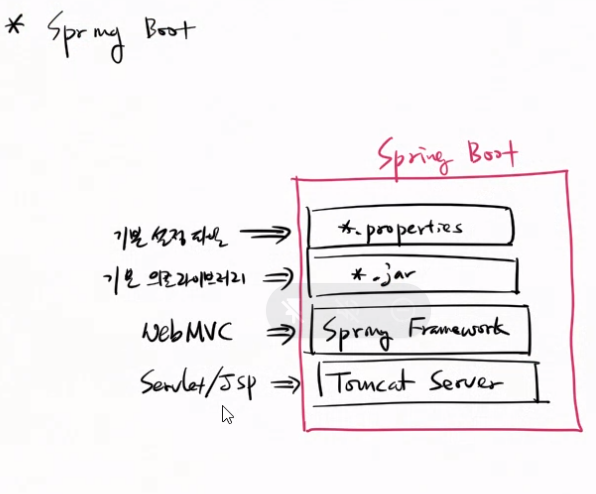 * Spring Boot
Spring Boot
기본 설정 파일 ⇒ *.properties
기본 의존라이브러리 ⇒ *.jar
WebMVC ⇒ Spring Framework
Servlet/Jsp ⇒ Tomcat Server